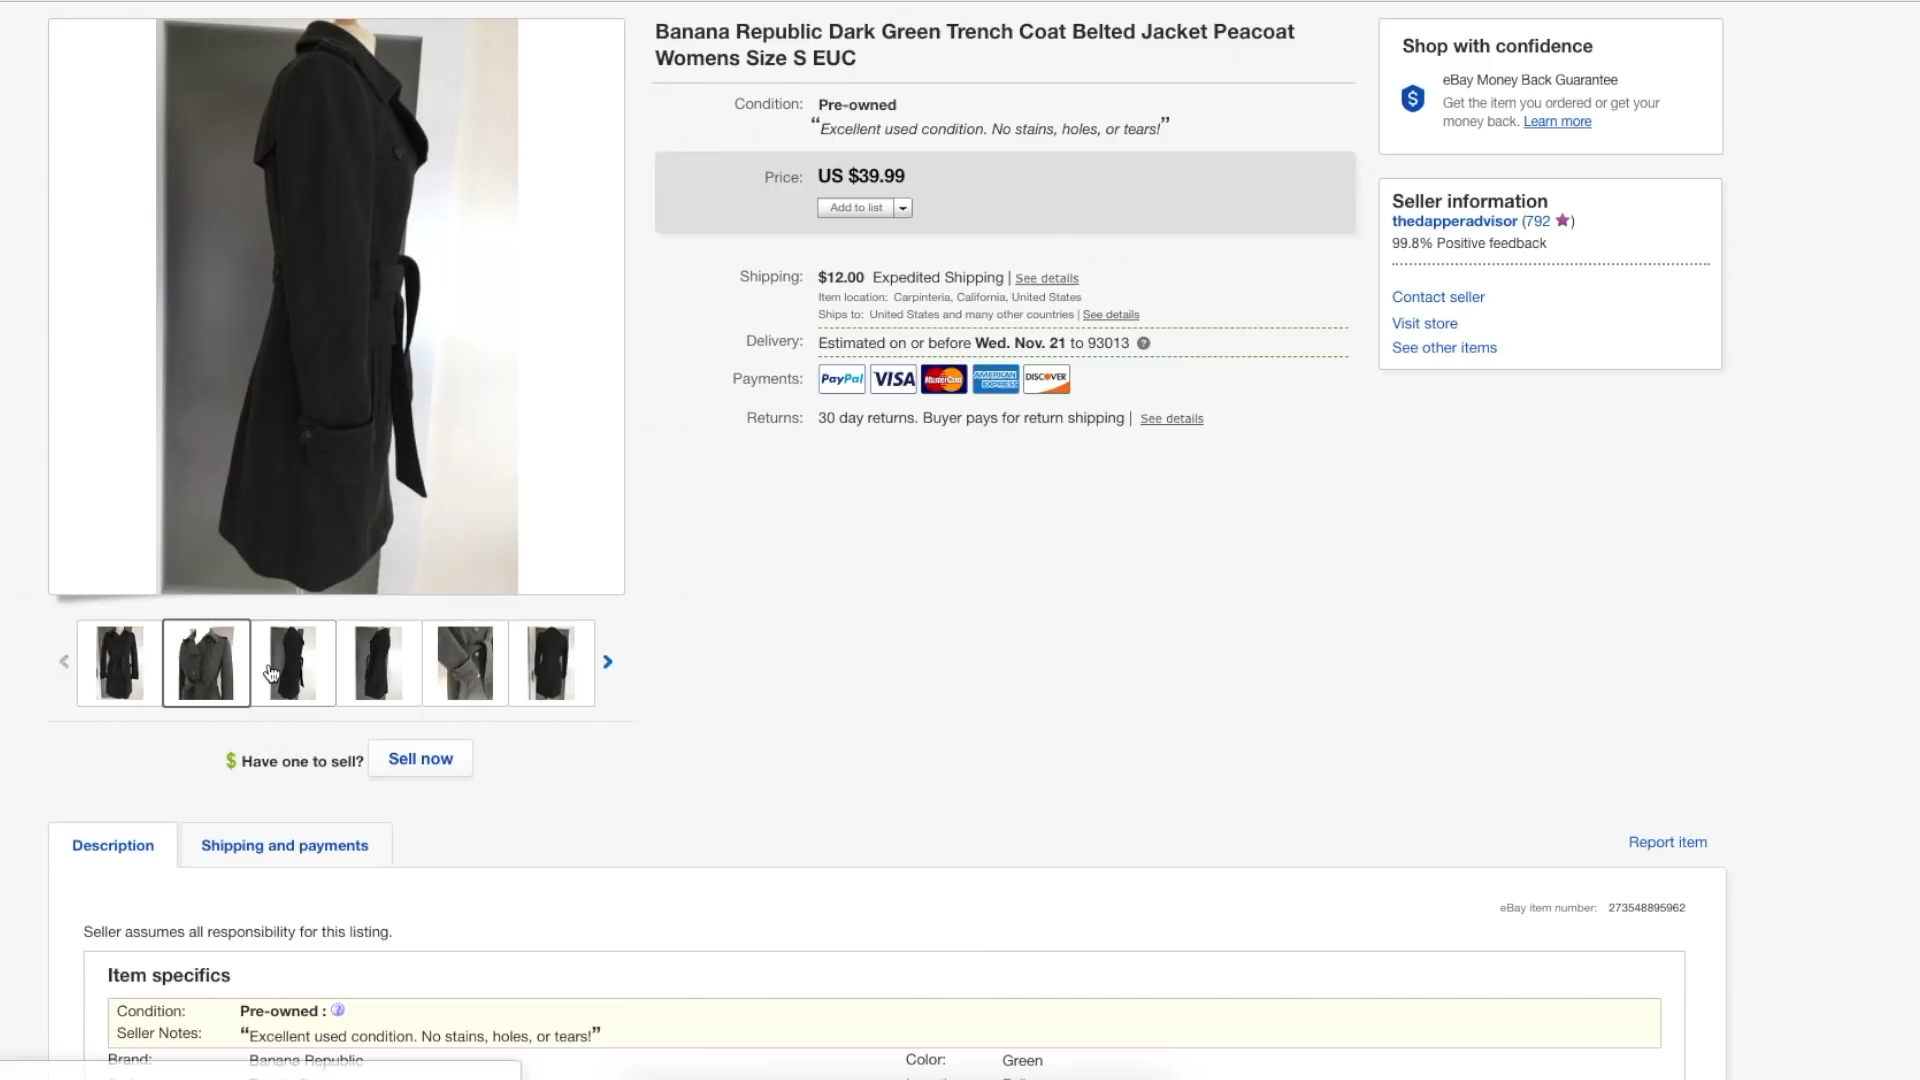 Banana Republic Dark Green Trench Coat Belted Jacket Peacoat
Womens Size S EUC
Condition: Pre-owned
“Excellent used condition. No stains, holes, or tears!”
Price: US $39.99
Add to list
Shipping: $12.00 Expedited Shipping | See details
Item location: Carpinteria, California, United States
Ships to: United States and many other countries | See details
Delivery: Estimated on or before Wed. Nov. 21 to 93013
Payments: PayPal VISA MasterCard AMERICAN EXPRESS DISCOVER
Returns: 30 day returns. Buyer pays for return shipping | See details
Shop with confidence
eBay Money Back Guarantee
Get the item you ordered or get your
money back. Learn more
Seller information
thedapperadvisor (792 ★)
99.8% Positive feedback
Contact seller
Visit store
See other items
$ Have one to sell? Sell now
Description Shipping and payments Report item
eBay item number: 273548895962
Seller assumes all responsibility for this listing.
Item specifics
Condition: Pre-owned :
Seller Notes: “Excellent used condition. No stains, holes, or tears!”
Brand: Banana Republic Color: Green